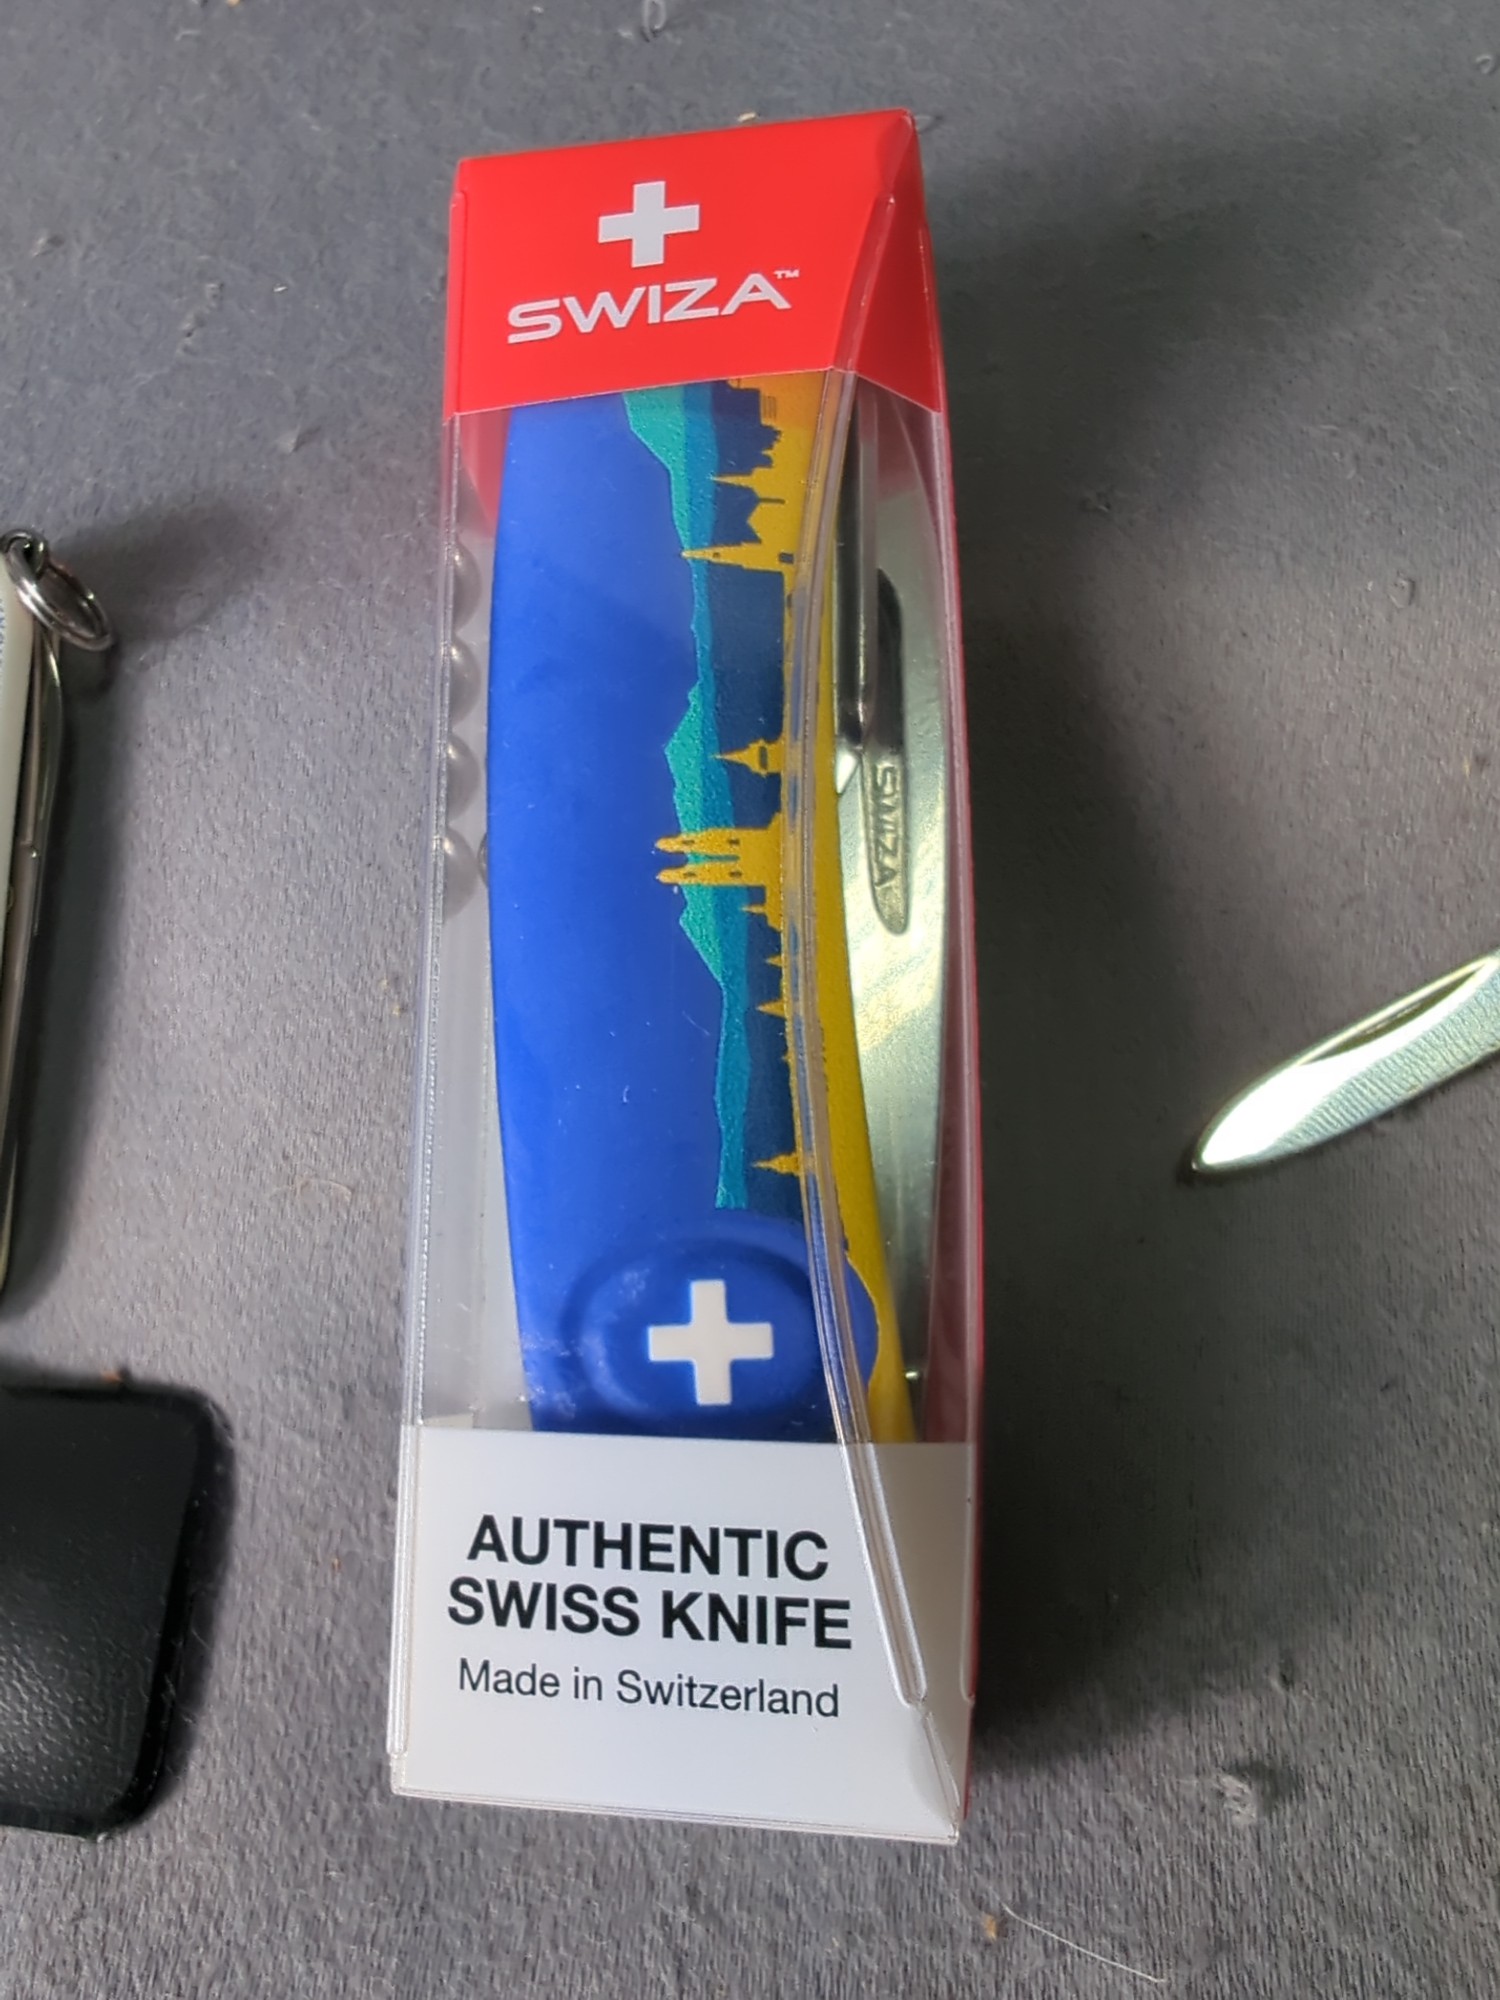 SWIZA™
SWIZA
AUTHENTIC
SWISS KNIFE
Made in Switzerland